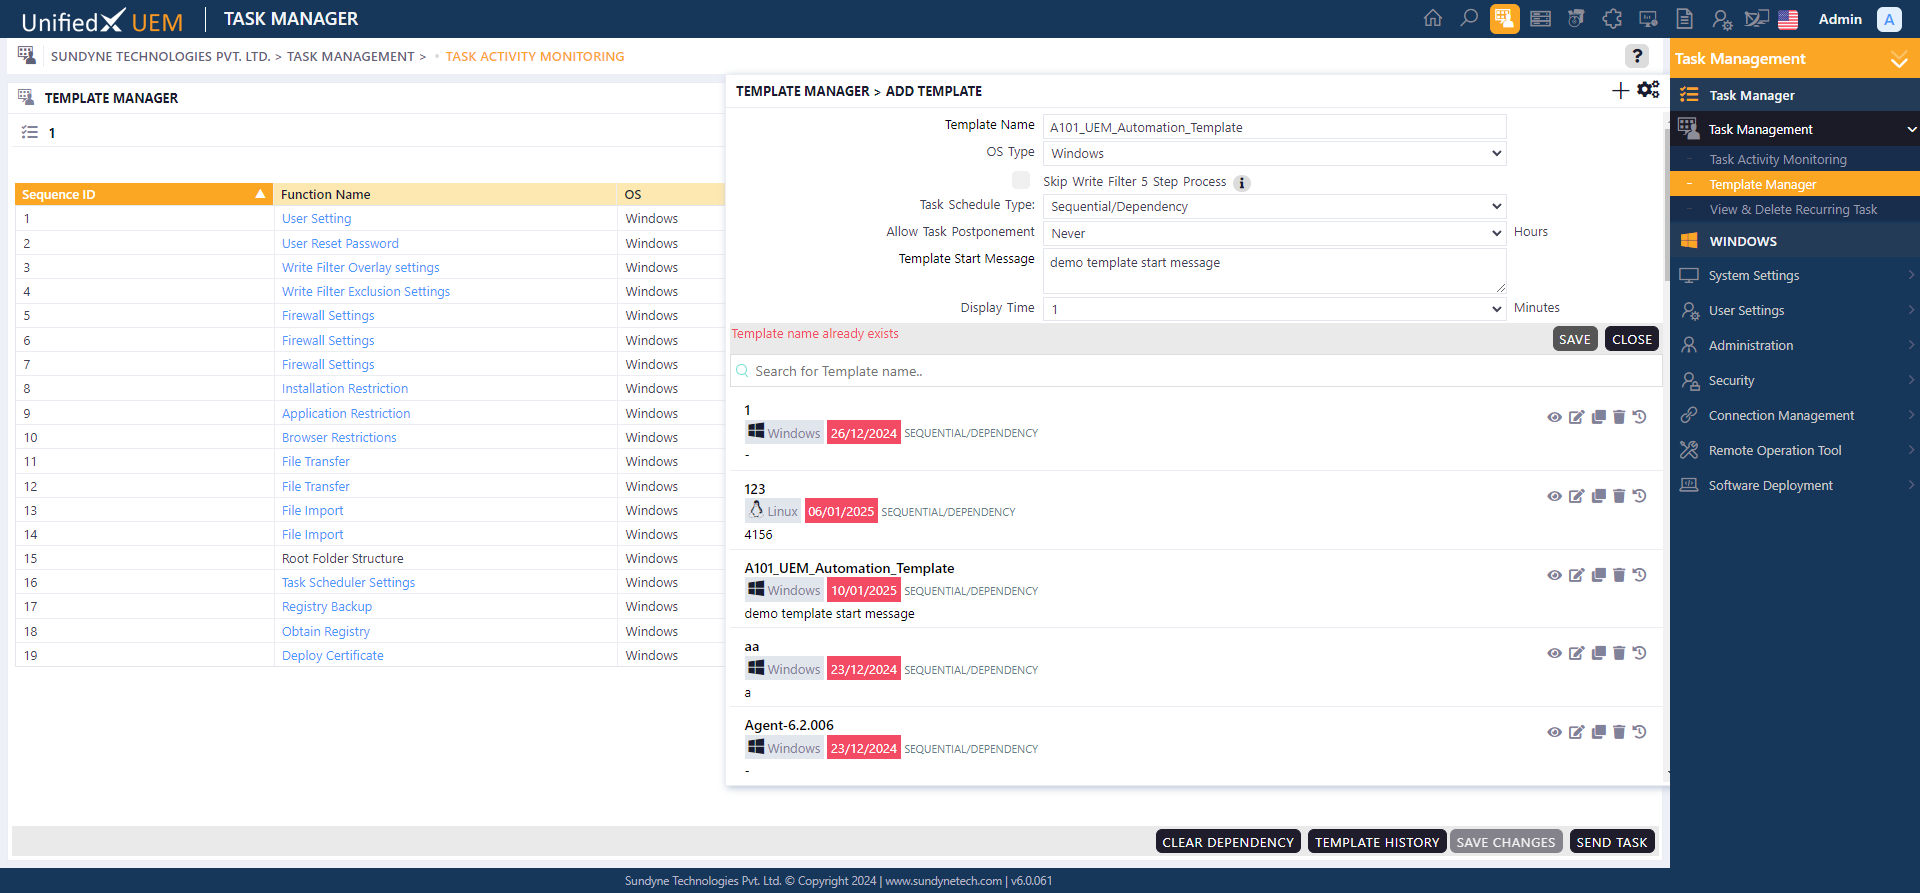 UnifiedX UEM
TASK MANAGER
Admin
A
SUNDYNE TECHNOLOGIES PVT. LTD. > TASK MANAGEMENT > • TASK ACTIVITY MONITORING
?
TEMPLATE MANAGER
1
Sequence ID Function Name OS
1 User Setting Windows
2 User Reset Password Windows
3 Write Filter Overlay settings Windows
4 Write Filter Exclusion Settings Windows
5 Firewall Settings Windows
6 Firewall Settings Windows
7 Firewall Settings Windows
8 Installation Restriction Windows
9 Application Restriction Windows
10 Browser Restrictions Windows
11 File Transfer Windows
12 File Transfer Windows
13 File Import Windows
14 File Import Windows
15 Root Folder Structure Windows
16 Task Scheduler Settings Windows
17 Registry Backup Windows
18 Obtain Registry Windows
19 Deploy Certificate Windows
TEMPLATE MANAGER > ADD TEMPLATE
Template Name A101_UEM_Automation_Template
OS Type Windows
Skip Write Filter 5 Step Process
Task Schedule Type: Sequential/Dependency
Allow Task Postponement Never Hours
Template Start Message demo template start message
Display Time 1 Minutes
Template name already exists
SAVE CLOSE
Search for Template name..
1
Windows 26/12/2024 SEQUENTIAL/DEPENDENCY
-
123
Linux 06/01/2025 SEQUENTIAL/DEPENDENCY
4156
A101_UEM_Automation_Template
Windows 10/01/2025 SEQUENTIAL/DEPENDENCY
demo template start message
aa
Windows 23/12/2024 SEQUENTIAL/DEPENDENCY
a
Agent-6.2.006
Windows 23/12/2024 SEQUENTIAL/DEPENDENCY
-
CLEAR DEPENDENCY TEMPLATE HISTORY SAVE CHANGES SEND TASK
Task Management
Task Manager
Task Management
Task Activity Monitoring
Template Manager
View & Delete Recurring Task
WINDOWS
System Settings
User Settings
Administration
Security
Connection Management
Remote Operation Tool
Software Deployment
Sundyne Technologies Pvt. Ltd. © Copyright 2024 | www.sundynetech.com | v6.0.061